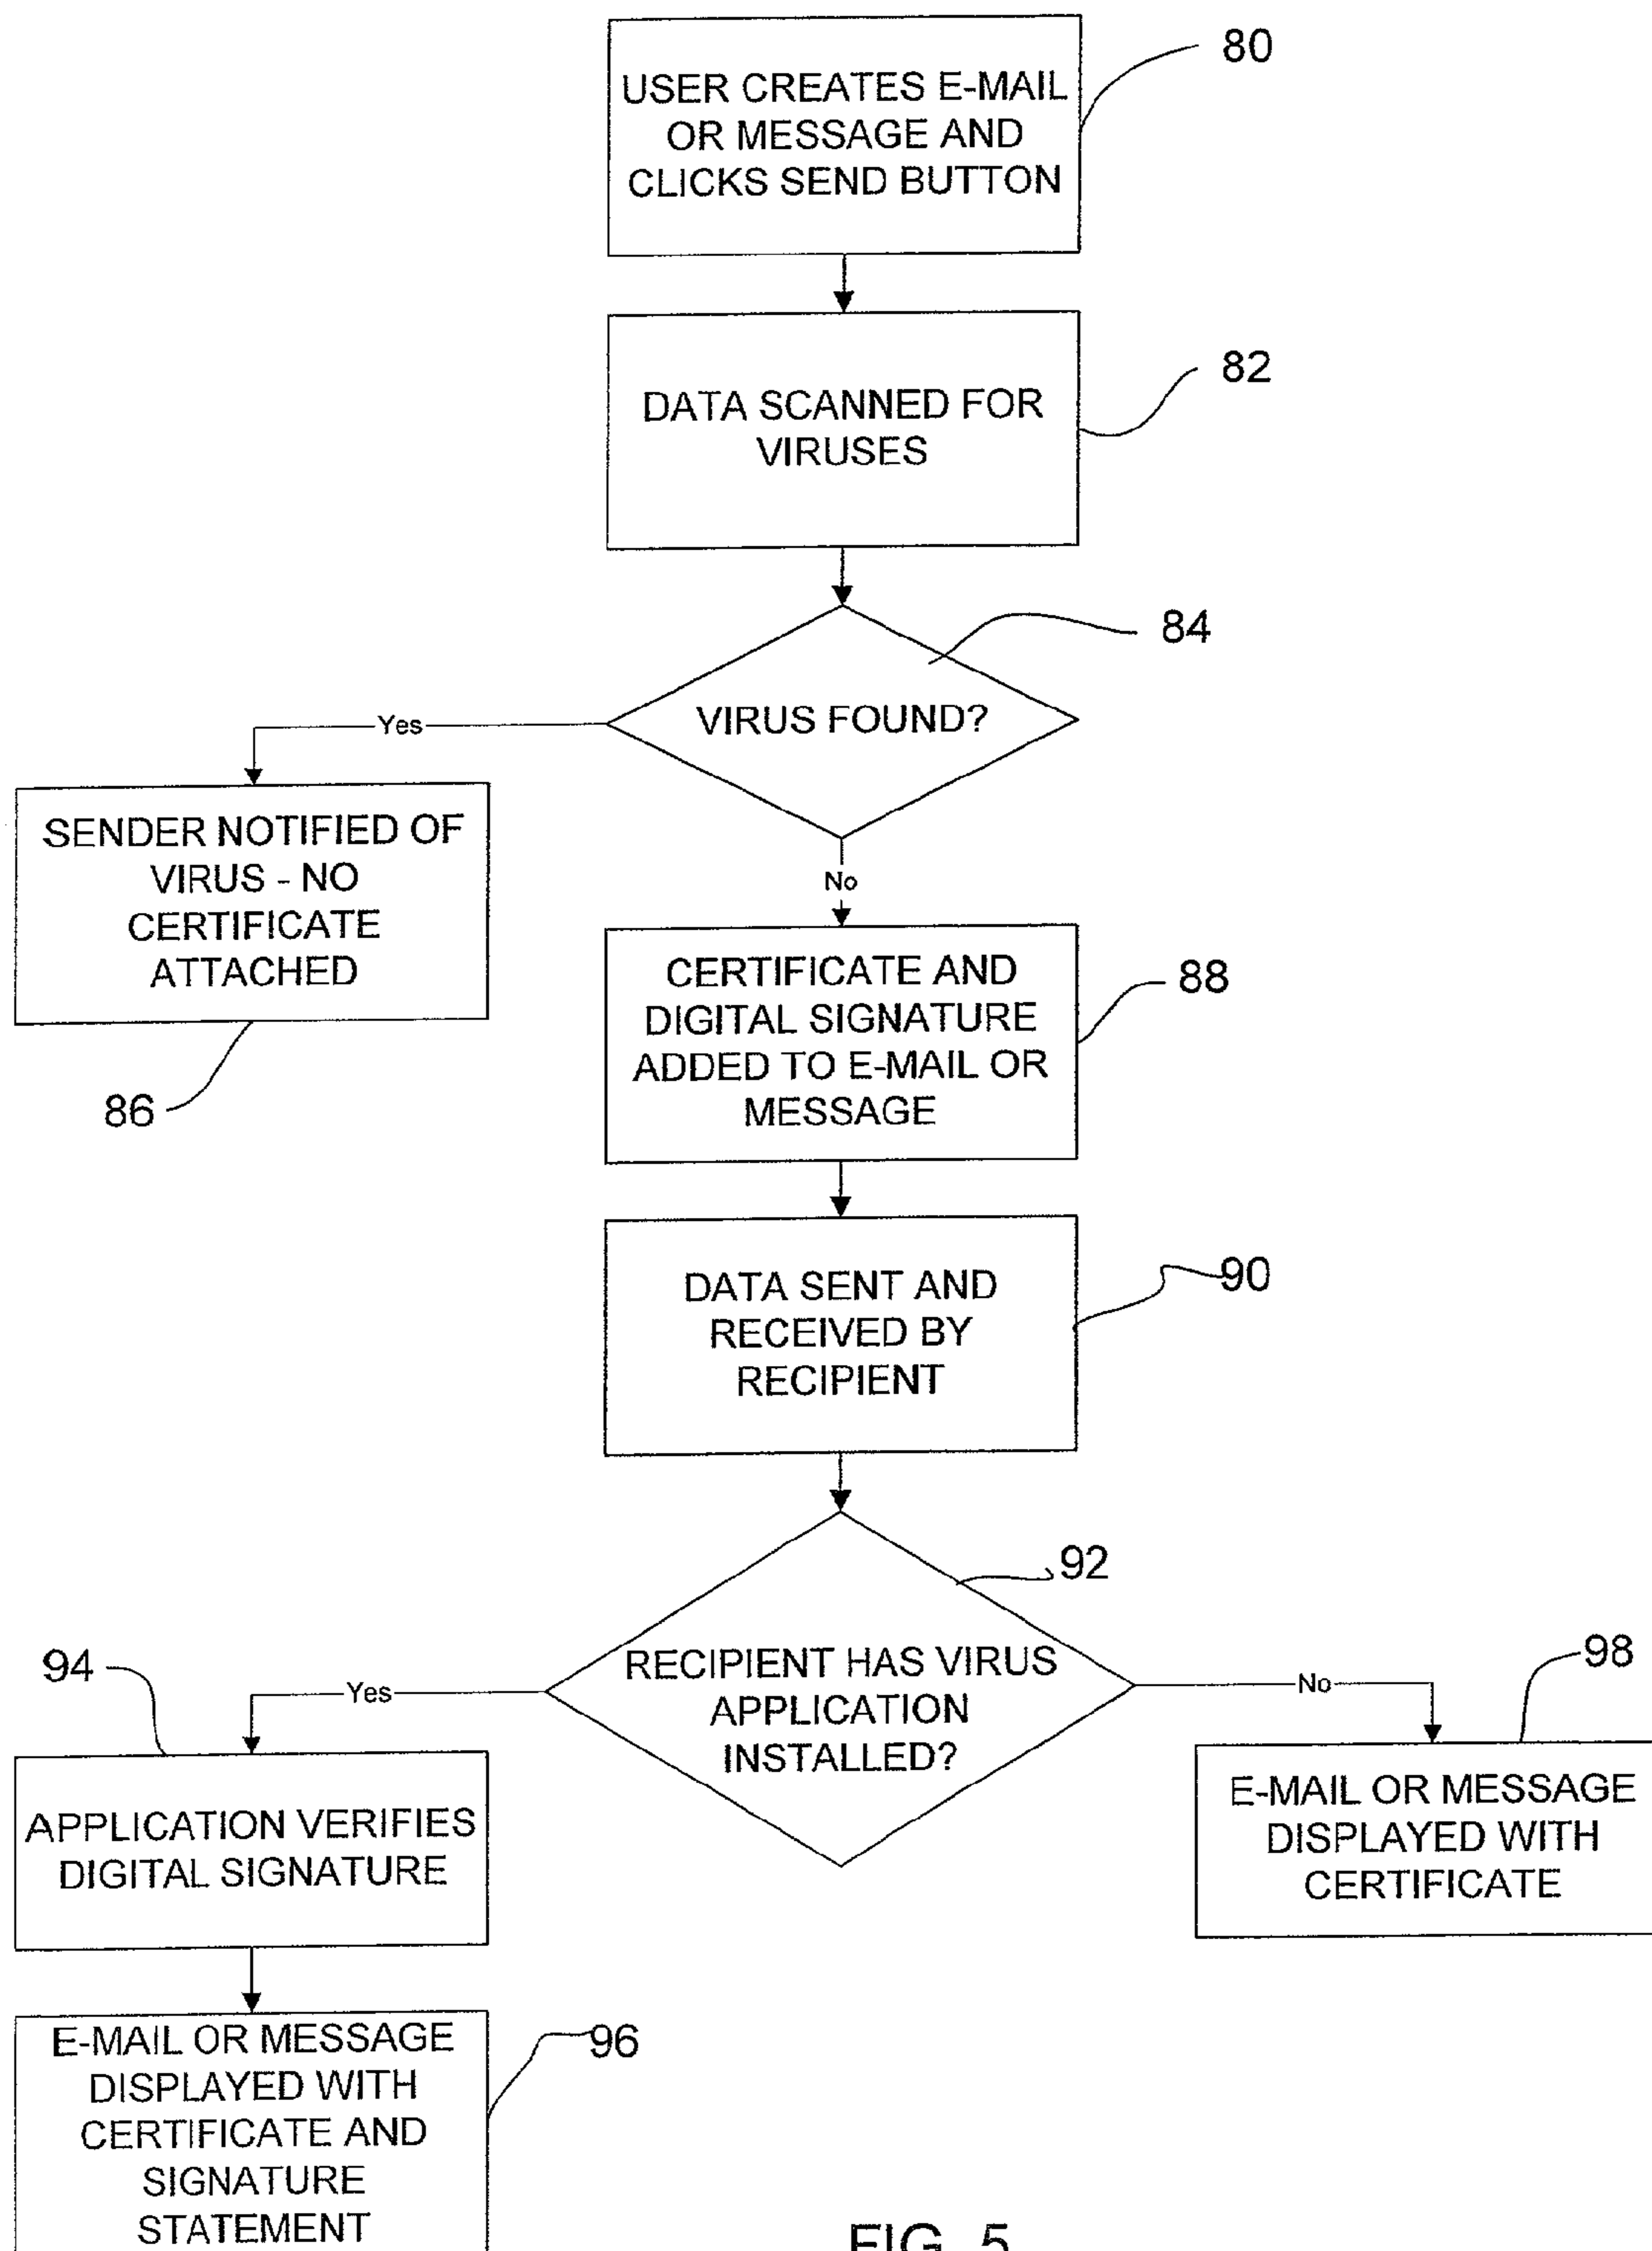 80
USER CREATES E-MAIL
OR MESSAGE AND
CLICKS SEND BUTTON
82
DATA SCANNED FOR
VIRUSES
84
VIRUS FOUND?
Yes
SENDER NOTIFIED OF
VIRUS - NO
CERTIFICATE
ATTACHED
86
No
CERTIFICATE AND
DIGITAL SIGNATURE
ADDED TO E-MAIL OR
MESSAGE
88
90
DATA SENT AND
RECEIVED BY
RECIPIENT
92
RECIPIENT HAS VIRUS
APPLICATION
INSTALLED?
94
Yes
APPLICATION VERIFIES
DIGITAL SIGNATURE
No
98
E-MAIL OR MESSAGE
DISPLAYED WITH
CERTIFICATE
96
E-MAIL OR MESSAGE
DISPLAYED WITH
CERTIFICATE AND
SIGNATURE
STATEMENT
FIG. 5